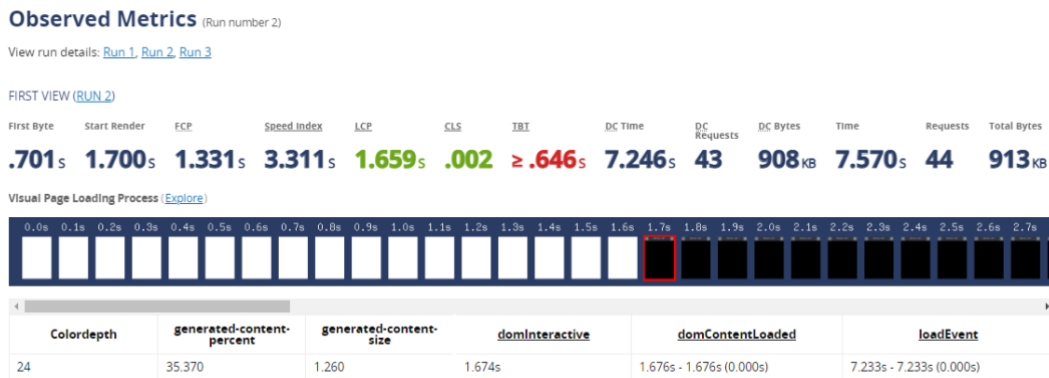 Observed Metrics (Run number 2)
View run details: Run 1, Run 2, Run 3
FIRST VIEW (RUN 2)
First Byte Start Render FCP Speed Index LCP CLS TBT DC Time DC Requests DC Bytes Time Requests Total Bytes
.701s 1.700s 1.331s 3.311s 1.659s .002 ≥ .646s 7.246s 43 908KB 7.570s 44 913KB
Visual Page Loading Process (Explore)
0.0s 0.1s 0.2s 0.3s 0.4s 0.5s 0.6s 0.7s 0.8s 0.9s 1.0s 1.1s 1.2s 1.3s 1.4s 1.5s 1.6s 1.7s 1.8s 1.9s 2.0s 2.1s 2.2s 2.3s 2.4s 2.5s 2.6s 2.7s
Colordepth generated-content-percent generated-content-size domInteractive domContentLoaded loadEvent
24 35.370 1.260 1.674s 1.676s - 1.676s (0.000s) 7.233s - 7.233s (0.000s)